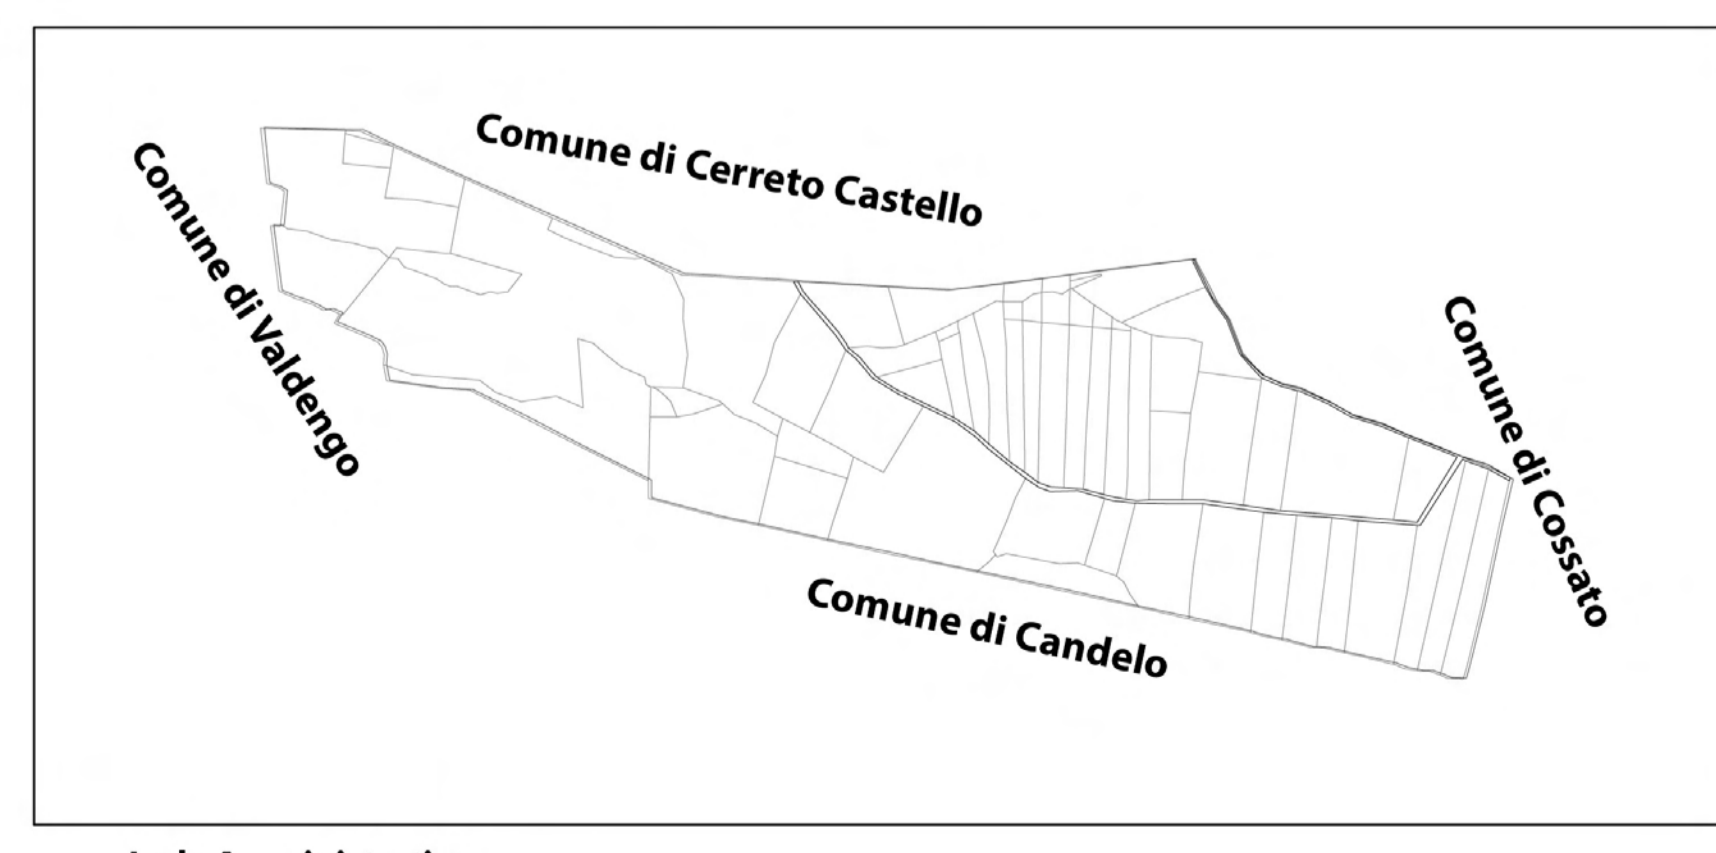 Comune di Cerreto Castello
Comune di Valdengo
Comune di Cossato
Comune di Candelo